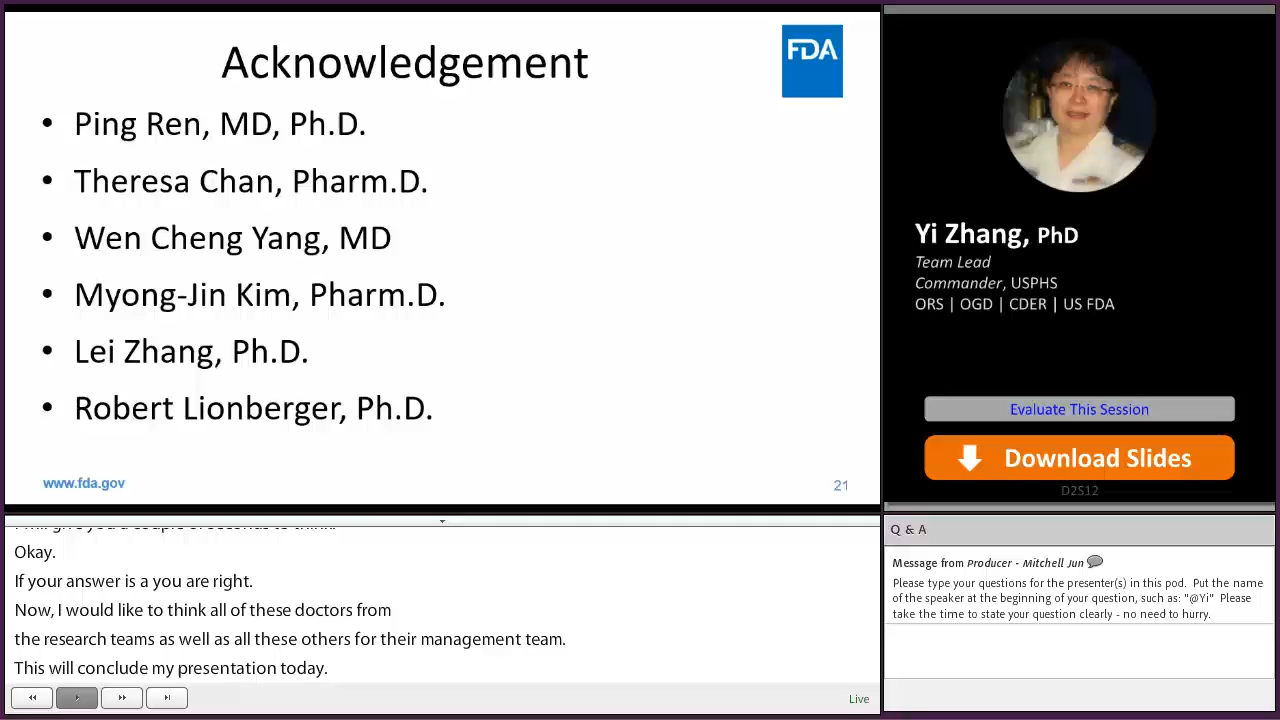 Acknowledgement
FDA
• Ping Ren, MD, Ph.D.
• Theresa Chan, Pharm.D.
• Wen Cheng Yang, MD
• Myong-Jin Kim, Pharm.D.
• Lei Zhang, Ph.D.
• Robert Lionberger, Ph.D.
www.fda.gov
21
Yi Zhang, PhD
Team Lead
Commander, USPHS
ORS | OGD | CDER | US FDA
Evaluate This Session
Download Slides
D2S12
Okay.
If your answer is a you are right.
Now, I would like to think all of these doctors from
the research teams as well as all these others for their management team.
This will conclude my presentation today.
Live
Q & A
Message from Producer - Mitchell Jun
Please type your questions for the presenter(s) in this pod. Put the name
of the speaker at the beginning of your question, such as: "@Yi" Please
take the time to state your question clearly - no need to hurry.